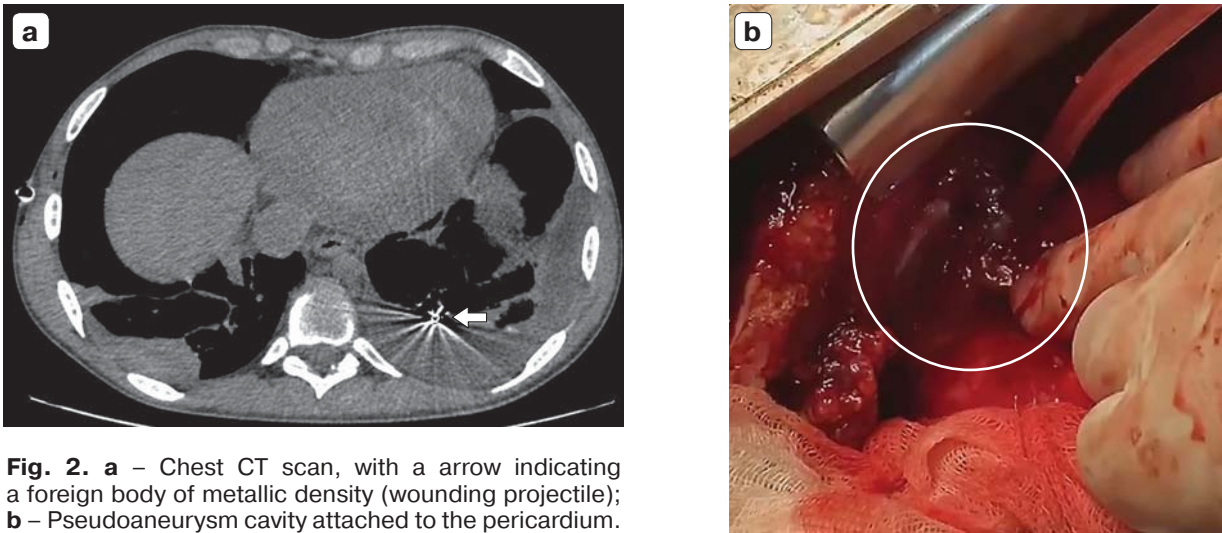 a
b
Fig. 2. a – Chest CT scan, with a arrow indicating
a foreign body of metallic density (wounding projectile);
b – Pseudoaneurysm cavity attached to the pericardium.